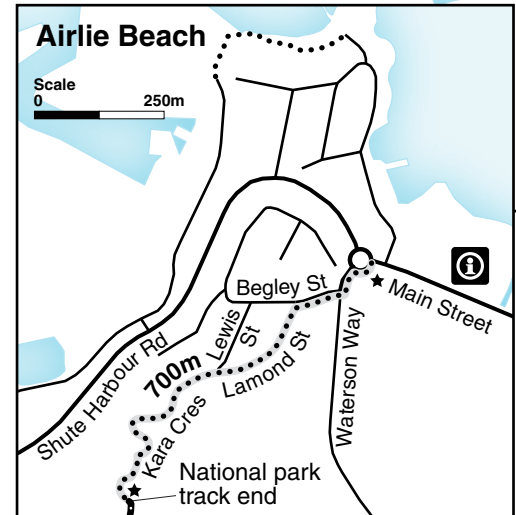 Airlie Beach
Scale
0 250m
Begley St
Main Street
Lewis
St
Lamond St
Waterson Way
Shute Harbour Rd
700m
Kara Cres
National park
track end
i